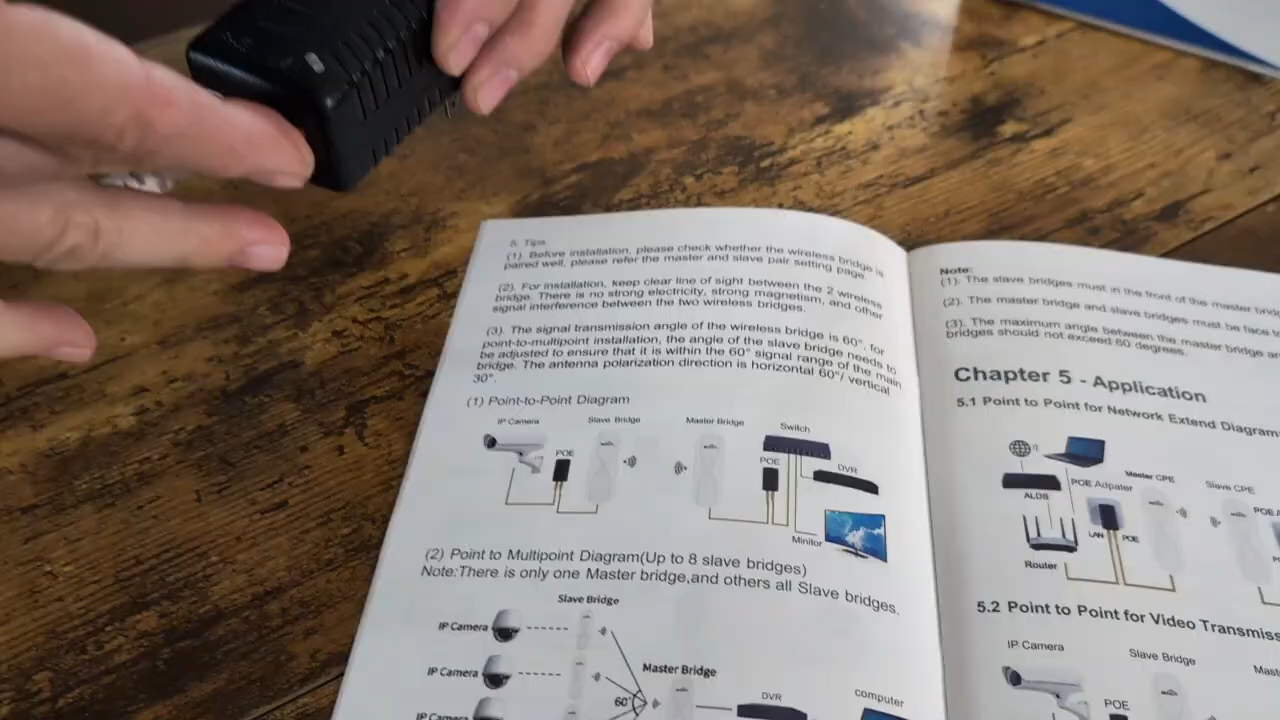 5. Tips
(1) Before installation, please check whether the wireless bridge is
paired well, please refer the master and slave pair setting page.
(2). For installation, keep clear line of sight between the 2 wireless
bridge. There is no strong electricity, strong magnetism, and other
signal interference between the two wireless bridges.
(3). The signal transmission angle of the wireless bridge is 60°. for
point-to-multipoint installation, the angle of the slave bridge needs to
be adjusted to ensure that it is within the 60° signal range of the main
bridge. The antenna polarization direction is horizontal 60°/ vertical
30°.
(1) Point-to-Point Diagram
IP Camera
Slave Bridge
Master Bridge
Switch
POE
POE
DVR
Minitor
(2) Point to Multipoint Diagram(Up to 8 slave bridges)
Note:There is only one Master bridge,and others all Slave bridges.
Slave Bridge
IP Camera
IP Camera
Master Bridge
60°
DVR
computer
IP Camera
Note:
(1). The slave bridges must in the front of the master
(2). The master bridge and slave bridges must be face
(3). The maximum angle between the master bridge
bridges should not exceed 60 degrees.
Chapter 5 - Application
5.1 Point to Point for Network Extend Diagram
Master CPE
Slave CPE
POE Adpater
POE
ADLS
LAN
POE
Router
5.2 Point to Point for Video
IP Camera
Slave Bridge
POE